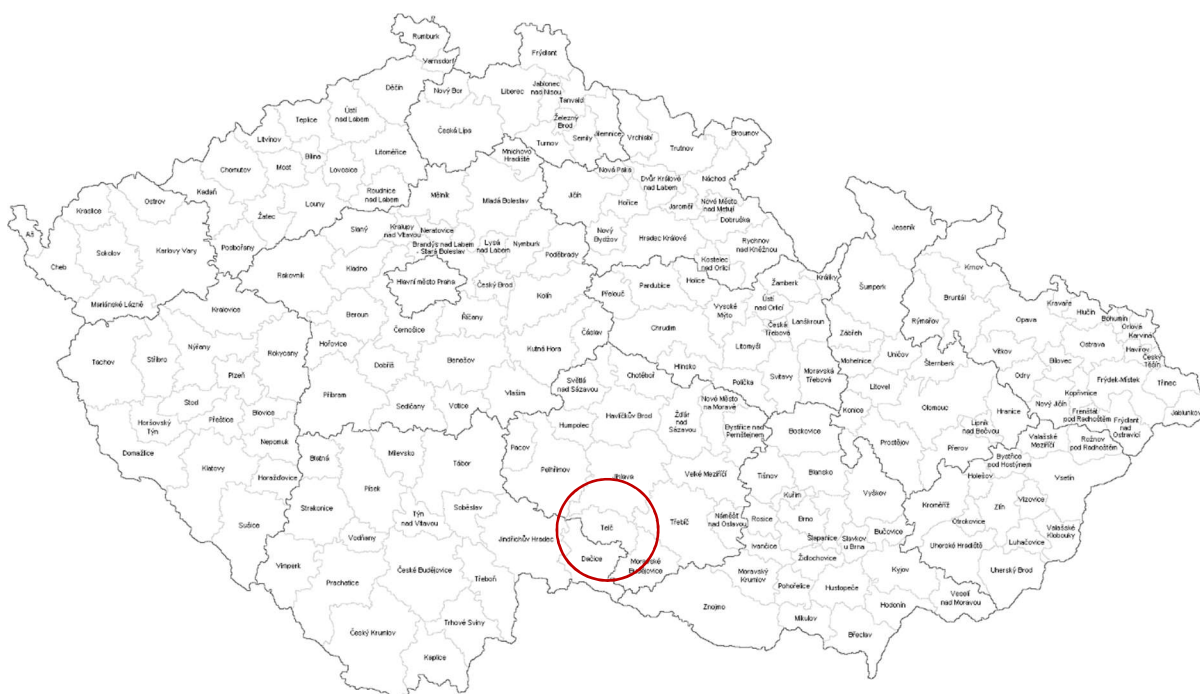 Rumburk
Varnsdorf
Frýdlant
Děčín
Nový Bor
Liberec
Jablonec
nad Nisou
Tanvald
Ústí
nad Labem
Teplice
Česká Lípa
Železný
Brod
Semily
Jilemnice
Vrchlabí
Trutnov
Broumov
Litvínov
Bílina
Most
Litoměřice
Lovosice
Turnov
Mnichovo
Hradiště
Chomutov
Kadaň
Roudnice
nad Labem
Louny
Žatec
Podbořany
Mělník
Mladá Boleslav
Jičín
Nová Paka
Dvůr Králové
nad Labem
Náchod
Hořice
Jaroměř
Nové Město
nad Metují
Dobruška
Ostrov
Kraslice
Aš
Sokolov
Karlovy Vary
Cheb
Mariánské Lázně
Slaný
Kralupy
nad Vltavou
Neratovice
Brandýs nad Labem
- Stará Boleslav
Lysá
nad Labem
Nymburk
Poděbrady
Nový
Bydžov
Hradec Králové
Rychnov
nad Kněžnou
Kostelec
nad Orlicí
Jeseník
Rakovník
Kladno
Hlavní město Praha
Český Brod
Kolín
Přelouč
Pardubice
Holice
Žamberk
Králíky
Šumperk
Krnov
Bruntál
Rýmařov
Kralovice
Beroun
Černošice
Říčany
Čáslav
Kutná Hora
Chrudim
Vysoké
Mýto
Ústí
nad Orlicí
Česká
Třebová
Lanškroun
Zábřeh
Opava
Kravaře
Hlučín
Bohumín
Orlová
Karviná
Havířov
Český
Těšín
Ostrava
Tachov
Stříbro
Nýřany
Plzeň
Rokycany
Hořovice
Dobříš
Benešov
Litomyšl
Hlinsko
Polička
Svitavy
Moravská
Třebová
Mohelnice
Uničov
Šternberk
Litovel
Vítkov
Bílovec
Odry
Frýdek-Místek
Třinec
Jablunkov
Kopřivnice
Nový Jičín
Frenštát
pod Radhoštěm
Frýdlant
nad
Ostravicí
Stod
Přeštice
Blovice
Příbram
Sedlčany
Votice
Vlašim
Světlá
nad Sázavou
Chotěboř
Havlíčkův Brod
Žďár
nad
Sázavou
Nové Město
na Moravě
Bystřice nad
Pernštejnem
Boskovice
Konice
Olomouc
Lipník
nad Bečvou
Hranice
Valašské
Meziříčí
Rožnov
pod Radhoštěm
Horšovský
Týn
Domažlice
Klatovy
Nepomuk
Horažďovice
Sušice
Blatná
Milevsko
Tábor
Humpolec
Pacov
Pelhřimov
Jihlava
Velké Meziříčí
Prostějov
Přerov
Bystřice
pod Hostýnem
Holešov
Vsetín
Písek
Strakonice
Týn
nad Vltavou
Soběslav
Vodňany
Jindřichův Hradec
Telč
Dačice
Třebíč
Náměšť
nad Oslavou
Moravské
Budějovice
Tišnov
Blansko
Kuřim
Vyškov
Rosice
Brno
Ivančice
Šlapanice
Slavkov
u Brna
Bučovice
Kroměříž
Zlín
Vizovice
Otrokovice
Valašské
Klobouky
Luhačovice
Uherské Hradiště
Uherský Brod
Vimperk
Prachatice
České Budějovice
Třeboň
Židlochovice
Moravský
Krumlov
Pohořelice
Hustopeče
Kyjov
Hodonín
Veselí
nad Moravou
Znojmo
Mikulov
Břeclav
Český Krumlov
Trhové Sviny
Kaplice